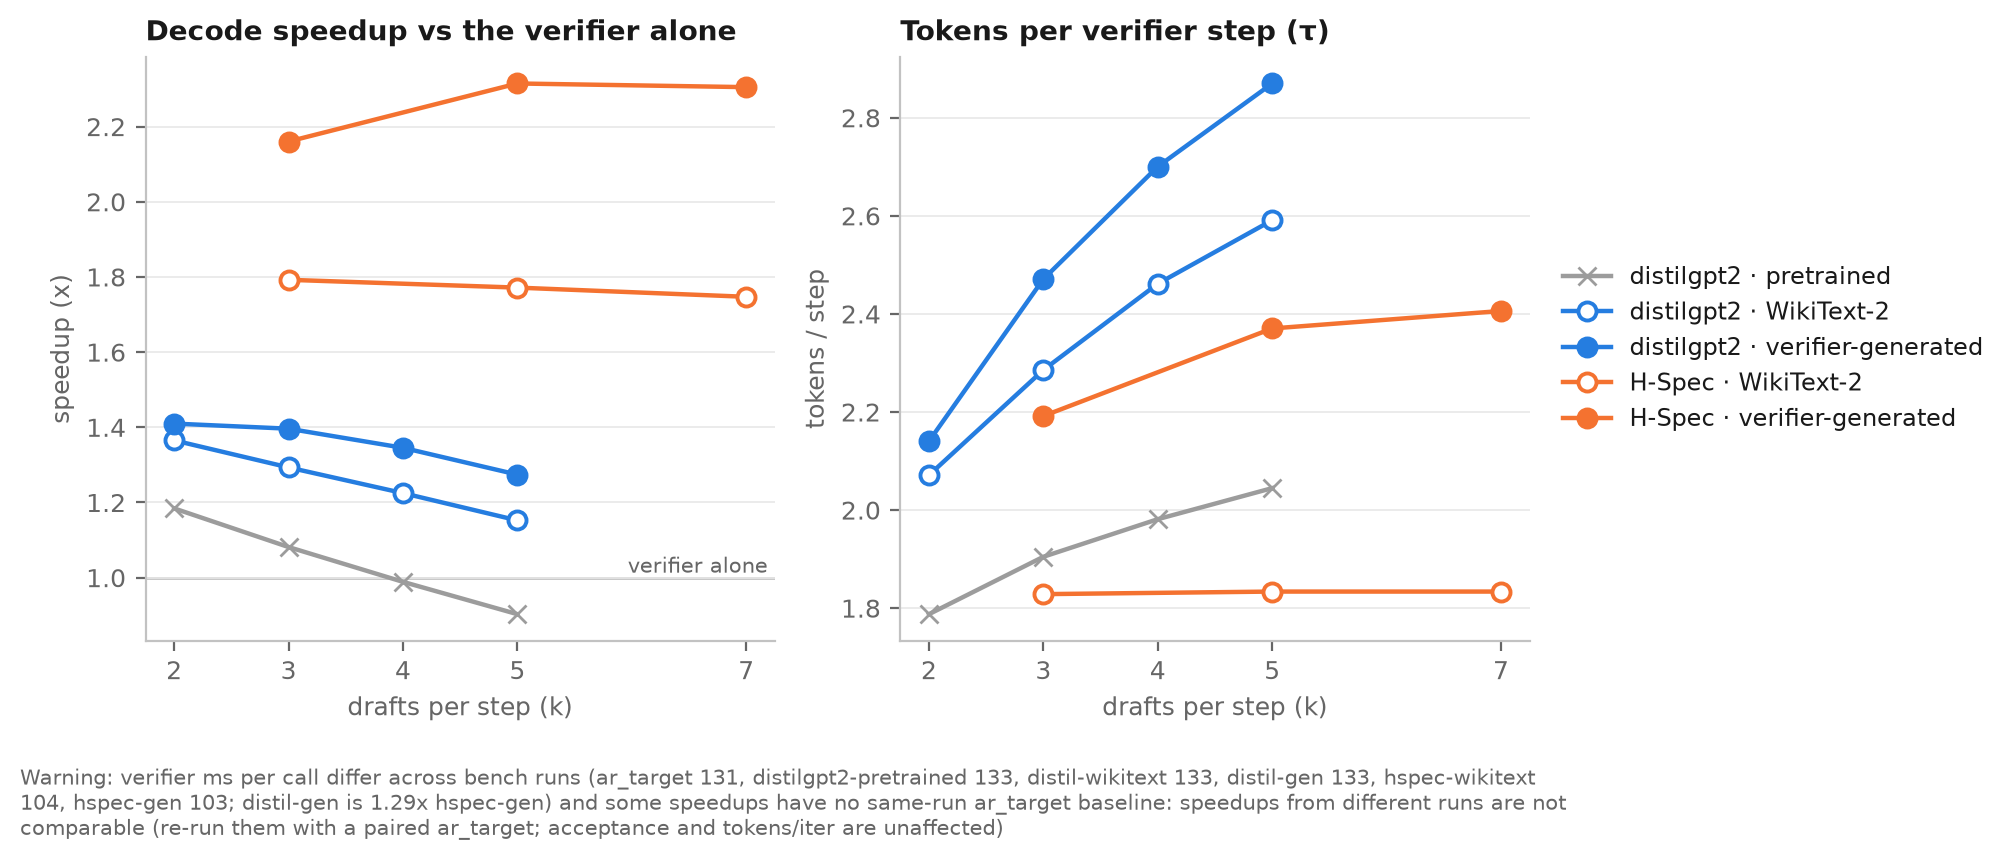 Decode speedup vs the verifier alone
speedup (x)
2.2
2.0
1.8
1.6
1.4
1.2
1.0
verifier alone
2 3 4 5 7
drafts per step (k)
Tokens per verifier step (τ)
tokens / step
2.8
2.6
2.4
2.2
2.0
1.8
2 3 4 5 7
drafts per step (k)
distilgpt2 · pretrained
distilgpt2 · WikiText-2
distilgpt2 · verifier-generated
H-Spec · WikiText-2
H-Spec · verifier-generated
Warning: verifier ms per call differ across bench runs (ar_target 131, distilgpt2-pretrained 133, distil-wikitext 133, distil-gen 133, hspec-wikitext
104, hspec-gen 103; distil-gen is 1.29x hspec-gen) and some speedups have no same-run ar_target baseline: speedups from different runs are not
comparable (re-run them with a paired ar_target; acceptance and tokens/iter are unaffected)